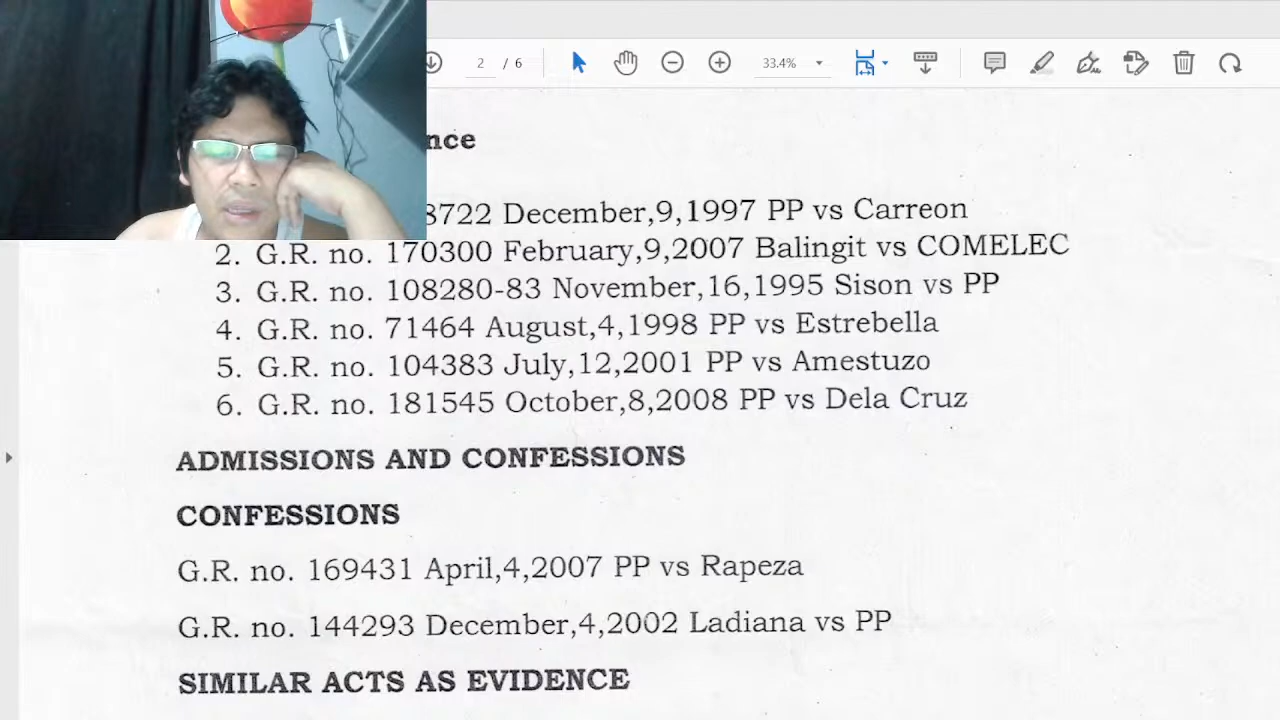 2 / 6 33.4%
nce
8722 December,9,1997 PP vs Carreon
2. G.R. no. 170300 February,9,2007 Balingit vs COMELEC
3. G.R. no. 108280-83 November,16,1995 Sison vs PP
4. G.R. no. 71464 August,4,1998 PP vs Estrebella
5. G.R. no. 104383 July,12,2001 PP vs Amestuzo
6. G.R. no. 181545 October,8,2008 PP vs Dela Cruz
ADMISSIONS AND CONFESSIONS
CONFESSIONS
G.R. no. 169431 April,4,2007 PP vs Rapeza
G.R. no. 144293 December,4,2002 Ladiana vs PP
SIMILAR ACTS AS EVIDENCE